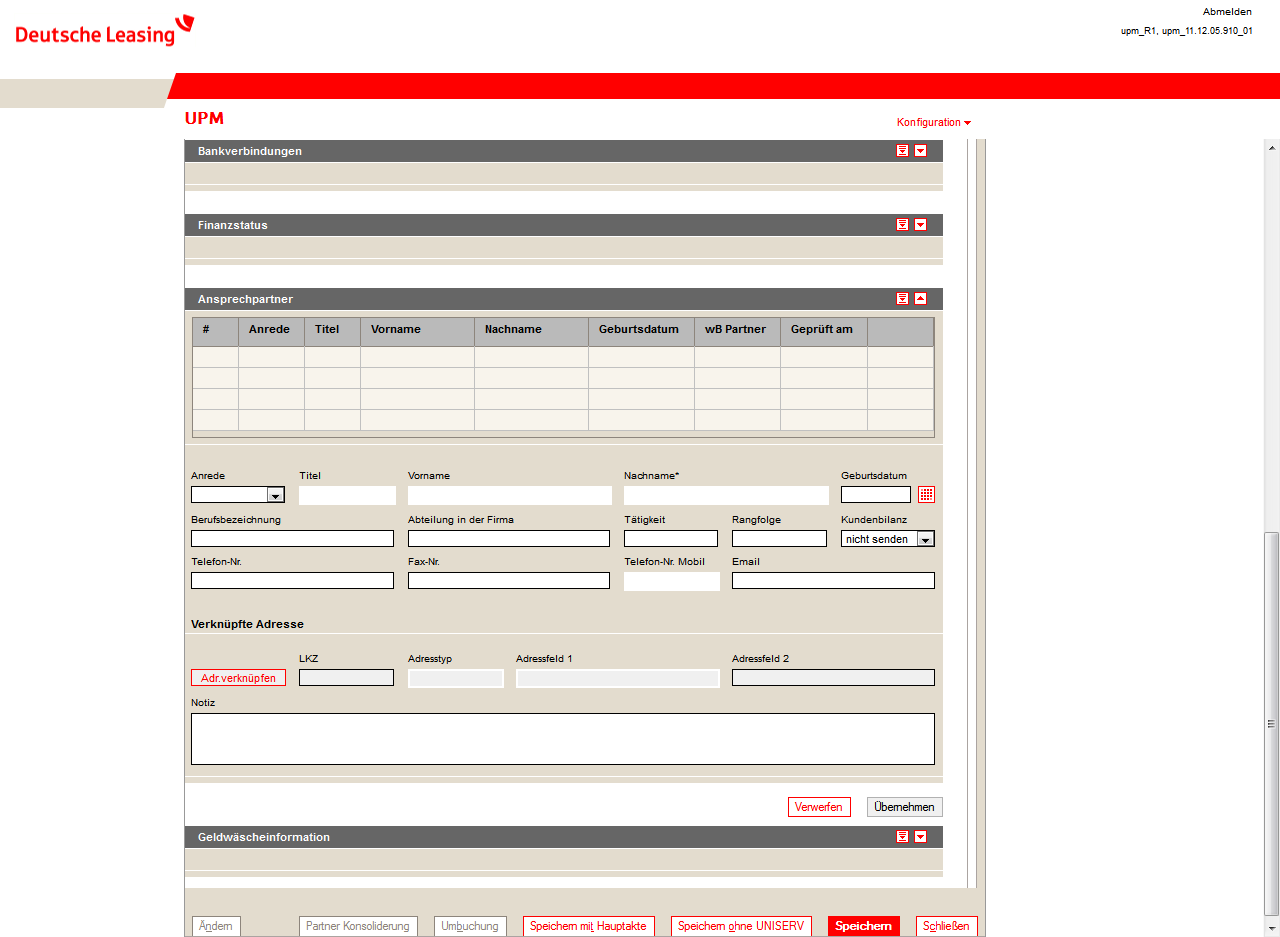 Abmelden
Deutsche Leasing
upm_R1, upm_11.12.05.910_01
UPM
Konfiguration
Bankverbindungen
Finanzstatus
Ansprechpartner
# Anrede Titel Vorname Nachname Geburtsdatum wB Partner Geprüft am
Anrede Titel Vorname Nachname* Geburtsdatum
Berufsbezeichnung Abteilung in der Firma Tätigkeit Rangfolge Kundenbilanz
nicht senden
Telefon-Nr. Fax-Nr. Telefon-Nr. Mobil Email
Verknüpfte Adresse
LKZ Adresstyp Adressfeld 1 Adressfeld 2
Adr.verknüpfen
Notiz
Verwerfen Übernehmen
Geldwäscheinformation
Ändern Partner Konsolidierung Umbuchung Speichern mit Hauptakte Speichern ohne UNISERV Speichern Schließen